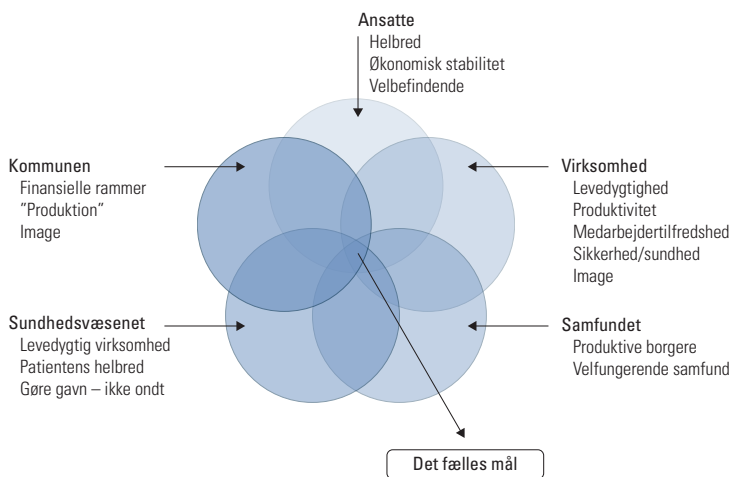 Ansatte
Helbred
Økonomisk stabilitet
Velbefindende
Kommunen
Finansielle rammer
”Produktion”
Image
Virksomhed
Levedygtighed
Produktivitet
Medarbejdertilfredshed
Sikkerhed/sundhed
Image
Sundhedsvæsenet
Levedygtig virksomhed
Patientens helbred
Gøre gavn – ikke ondt
Samfundet
Produktive borgere
Velfungerende samfund
Det fælles mål